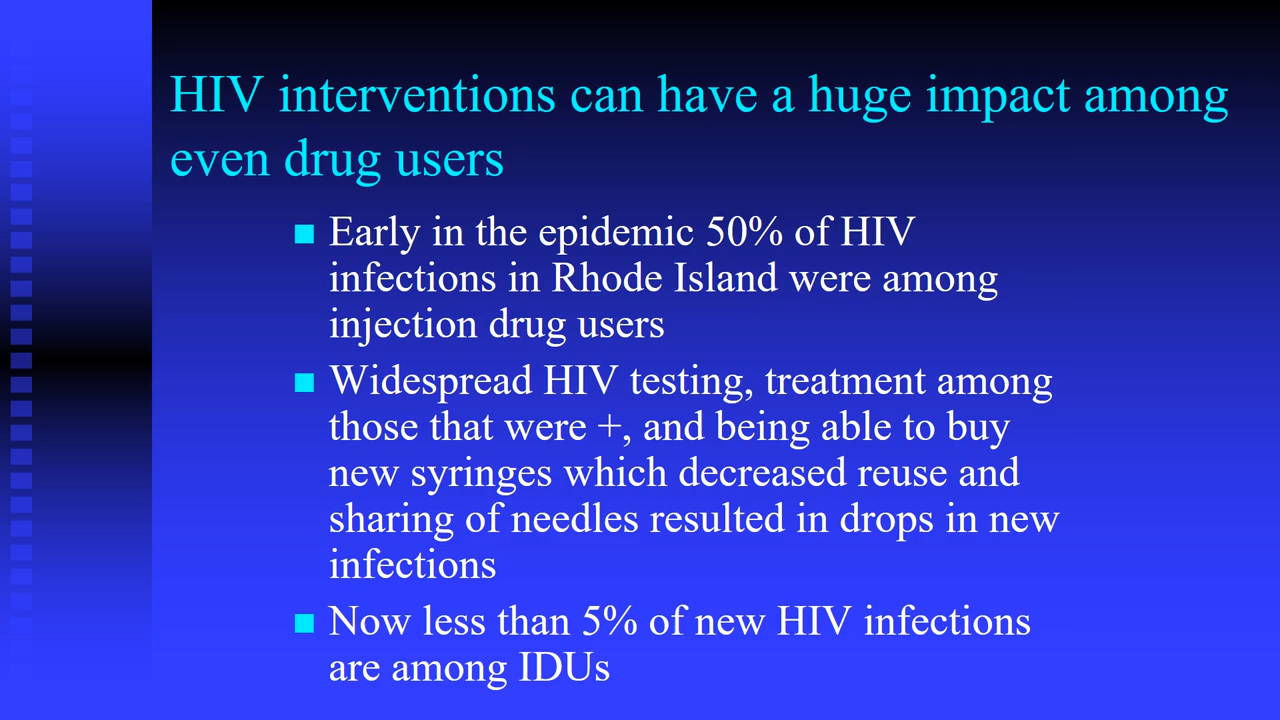 HIV interventions can have a huge impact among
even drug users
Early in the epidemic 50% of HIV
infections in Rhode Island were among
injection drug users
Widespread HIV testing, treatment among
those that were +, and being able to buy
new syringes which decreased reuse and
sharing of needles resulted in drops in new
infections
Now less than 5% of new HIV infections
are among IDUs